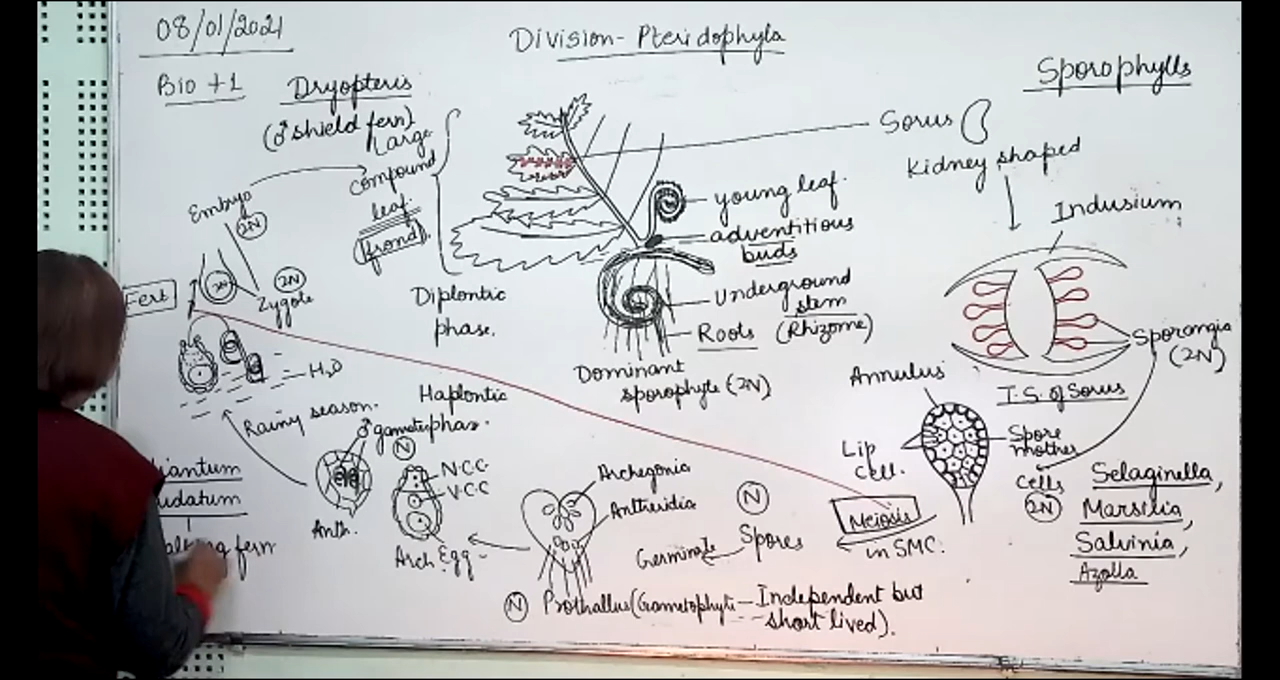 08/01/2021
Division- Pteridophyta
Bio +1
Dryopteris
(♂ shield fern)
Sporophylls
Large
Compound
leaf.
(frond)
Sorus
Kidney shaped
Indusium
Embryo
2N
2N
Zygote
2N
Fert
young leaf.
adventitious
buds
Underground
stem
(Rhizome)
Roots
Diplontic
phase.
Dominant
sporophyte (2N)
Sporangia
(2N)
T.S. of Sorus
H2O
Rainy season.
Haplontic
phase.
♂ gamete
N
Anth.
N.C.C.
V.C.C
Arch Egg
Archegonia
Antheridia
Annulus
Lip
Cell.
Spore
mother
Cells
2N
Meiosis
in SMC.
N
Spores
Germinate
N Prothallus (Gametophyte - Independent but
short lived).
Selaginella,
Marsilia,
Salvinia,
Azolla
iantum
udatum
fern